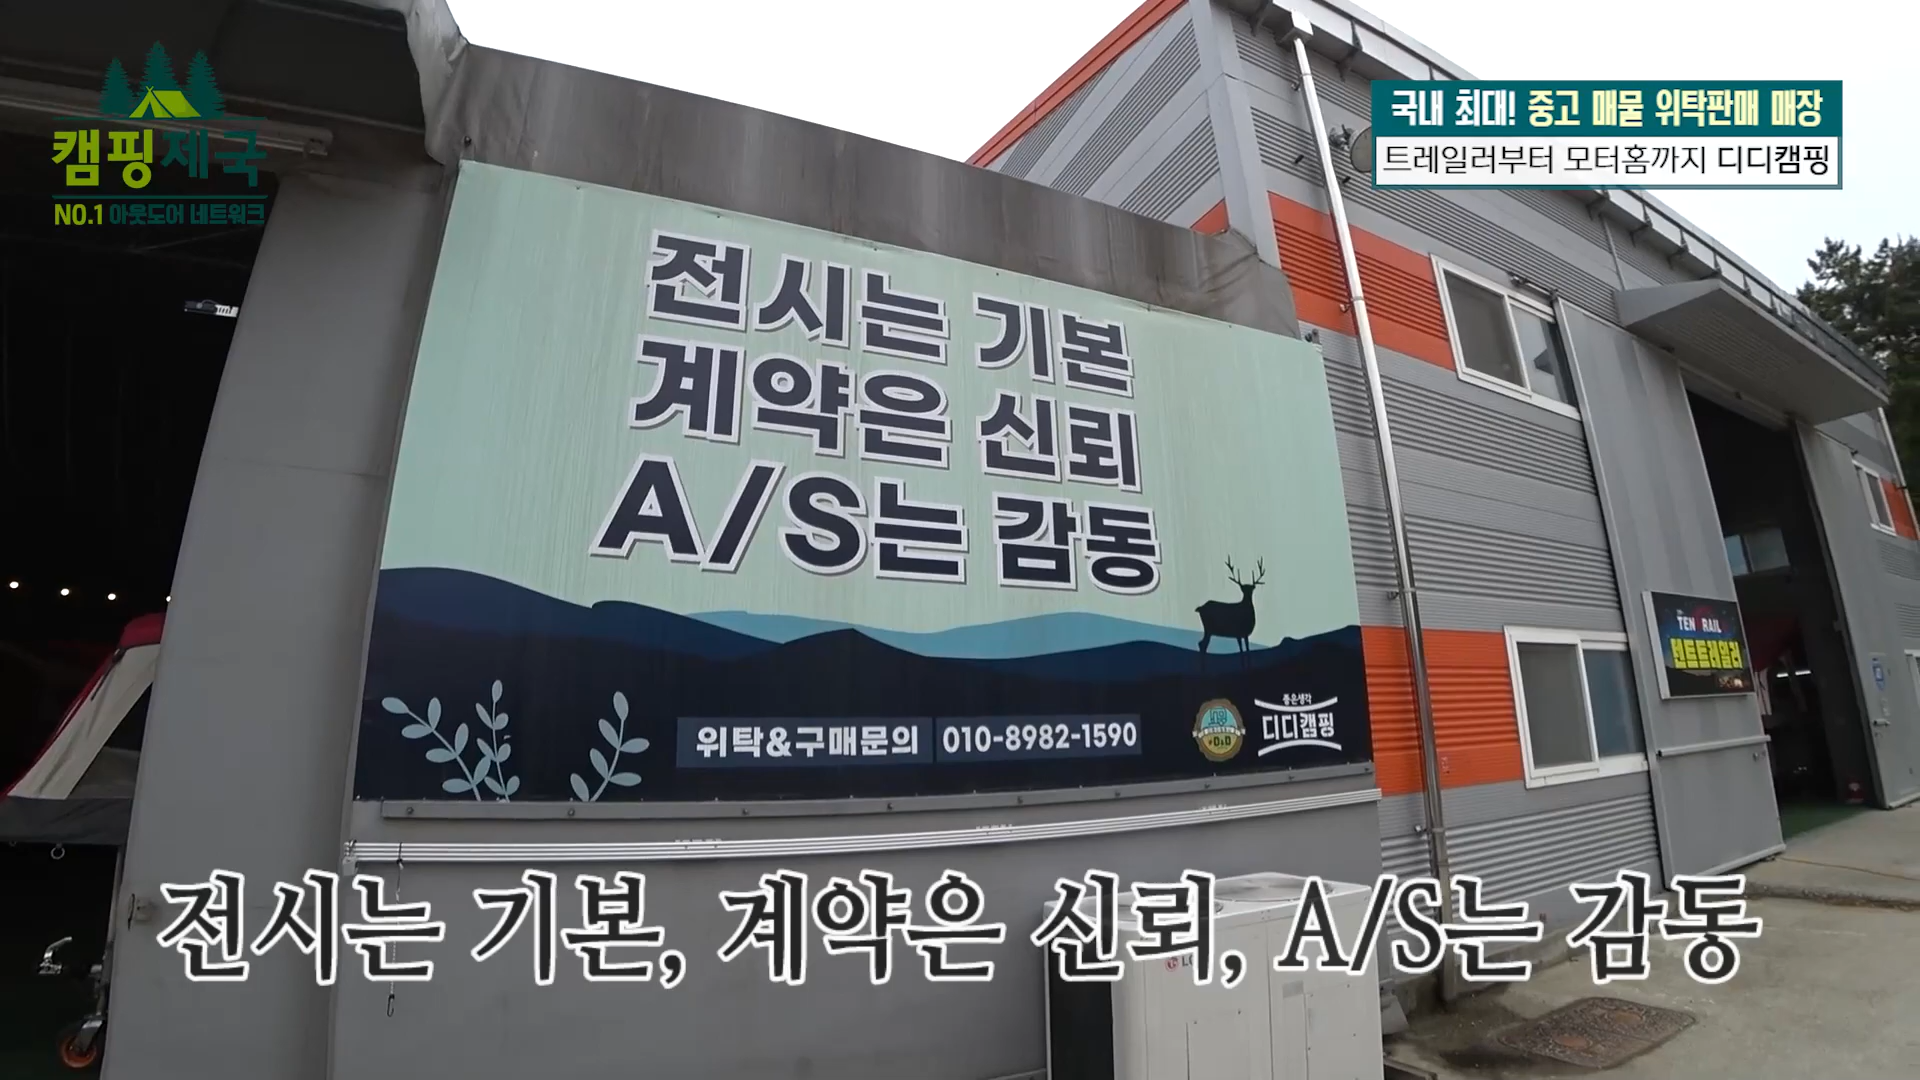 캠핑제국
NO.1 아웃도어 네트워크
국내 최대! 중고 매물 위탁판매 매장
트레일러부터 모터홈까지 디디캠핑
전시는 기본
계약은 신뢰
A/S는 감동
위탁&구매문의 010-8982-1590
좋은생각
디디캠핑
텐트트레일러
전시는 기본, 계약은 신뢰, A/S는 감동